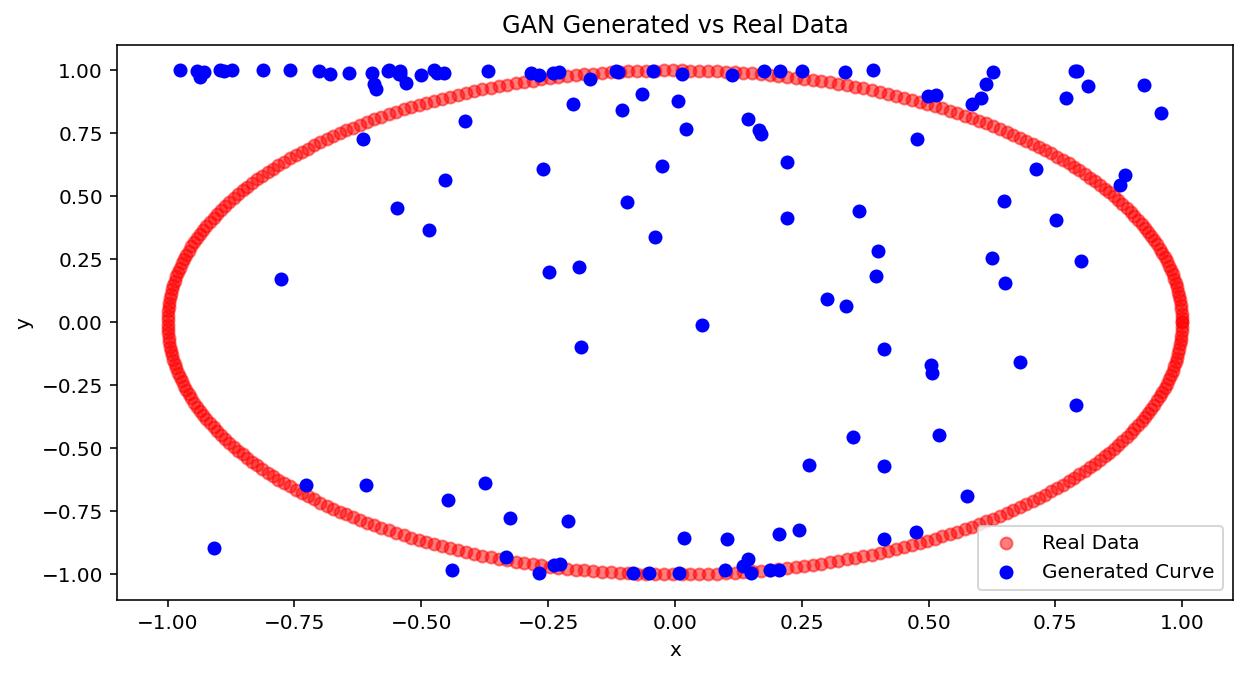 GAN Generated vs Real Data
1.00
0.75
0.50
0.25
0.00
−0.25
−0.50
−0.75
−1.00
y
Real Data
Generated Curve
−1.00 −0.75 −0.50 −0.25 0.00 0.25 0.50 0.75 1.00
x